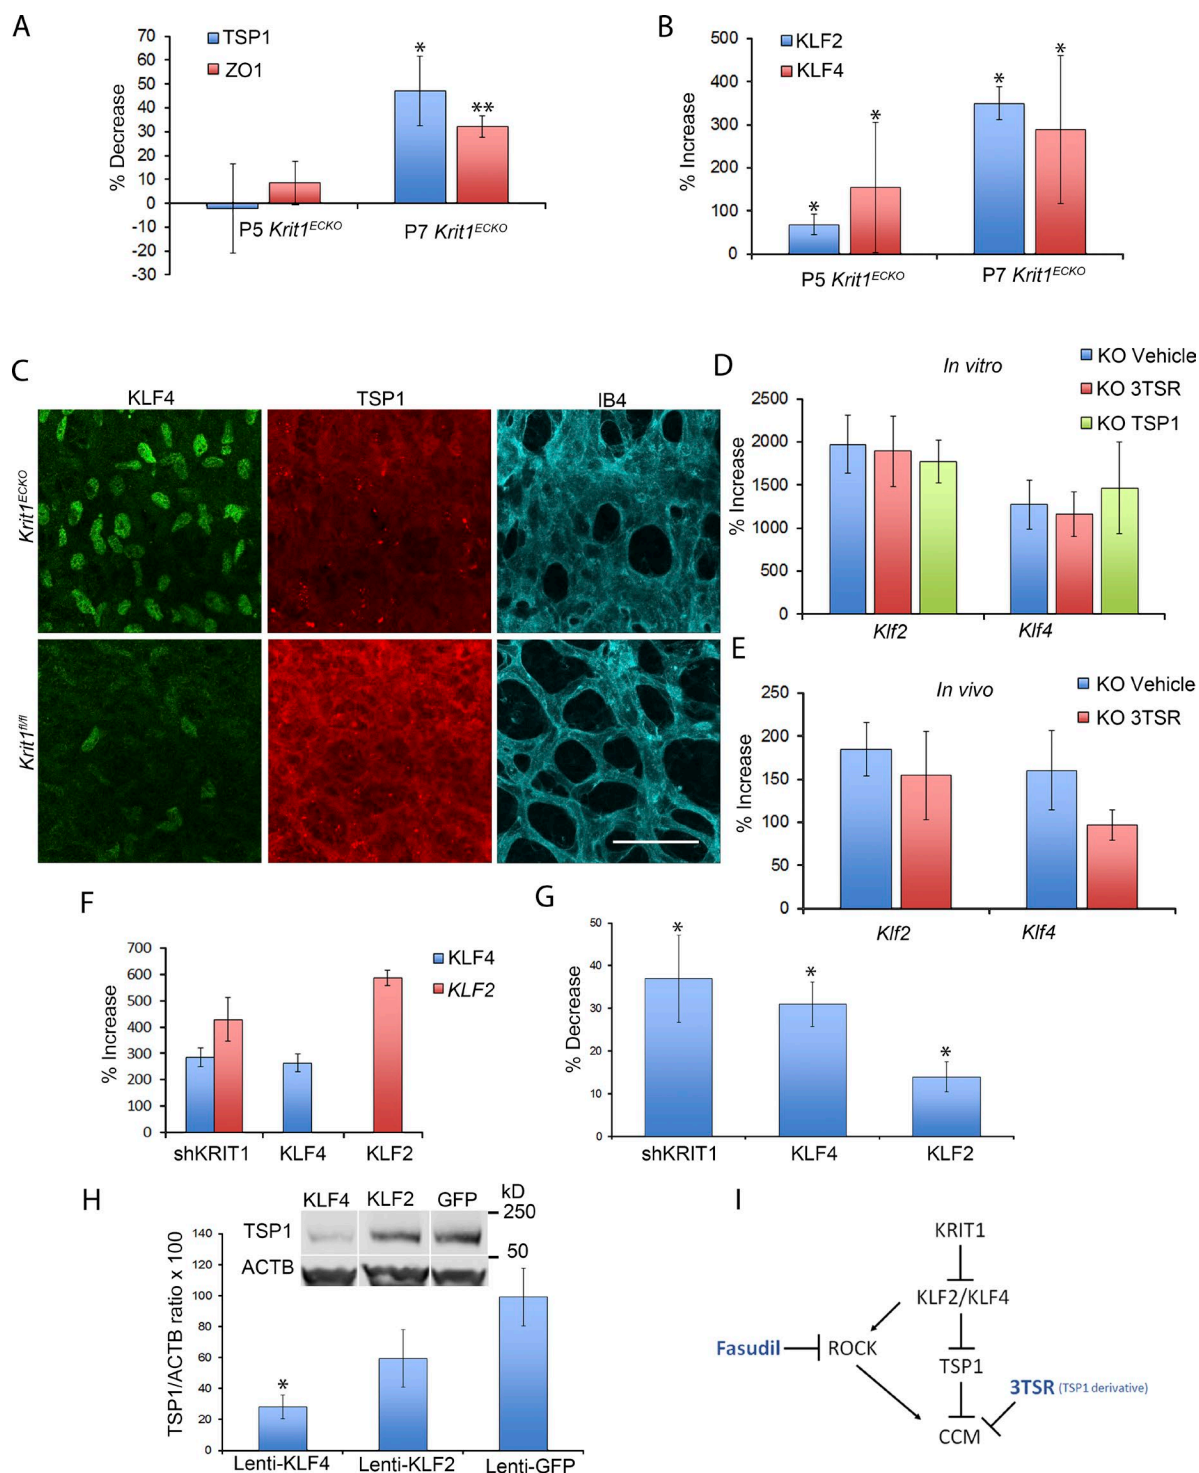 A
70
60
50
40
30
20
10
0
-10
-20
-30
% Decrease
TSP1
ZO1
*
**
P5 Krit1ECKO
P7 Krit1ECKO
B
500
400
300
200
100
0
% Increase
KLF2
KLF4
*
*
*
*
P5 Krit1ECKO
P7 Krit1ECKO
C
KLF4
TSP1
IB4
Krit1ECKO
Krit1fl/fl
D
In vitro
KO Vehicle
KO 3TSR
KO TSP1
2500
2000
1500
1000
500
0
% Increase
Klf2
Klf4
E
In vivo
KO Vehicle
KO 3TSR
250
200
150
100
50
0
% Increase
Klf2
Klf4
F
700
600
500
400
300
200
100
0
% Increase
KLF4
KLF2
shKRIT1
KLF4
KLF2
G
50
40
30
20
10
0
% Decrease
*
*
*
shKRIT1
KLF4
KLF2
H
KLF4
KLF2
GFP
kD
250
50
TSP1
ACTB
140
120
100
80
60
40
20
0
TSP1/ACTB ratio x 100
*
Lenti-KLF4
Lenti-KLF2
Lenti-GFP
I
KRIT1
KLF2/KLF4
Fasudil
ROCK
TSP1
3TSR (TSP1 derivative)
CCM